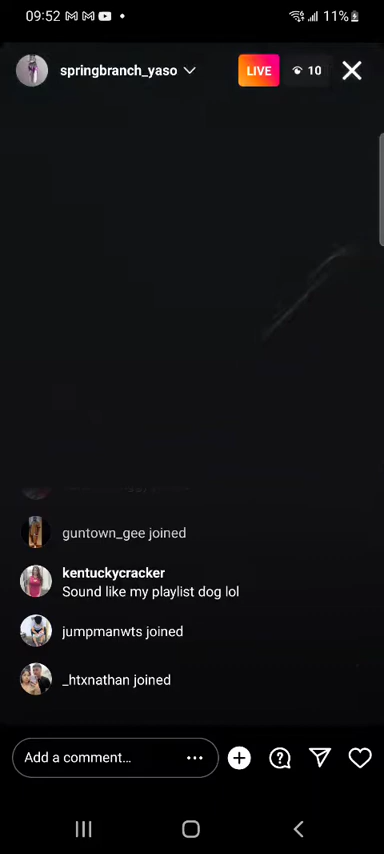 09:52
11%
springbranch_yaso
LIVE
10
guntown_gee joined
kentuckycracker
Sound like my playlist dog lol
jumpmanwts joined
_htxnathan joined
Add a comment...